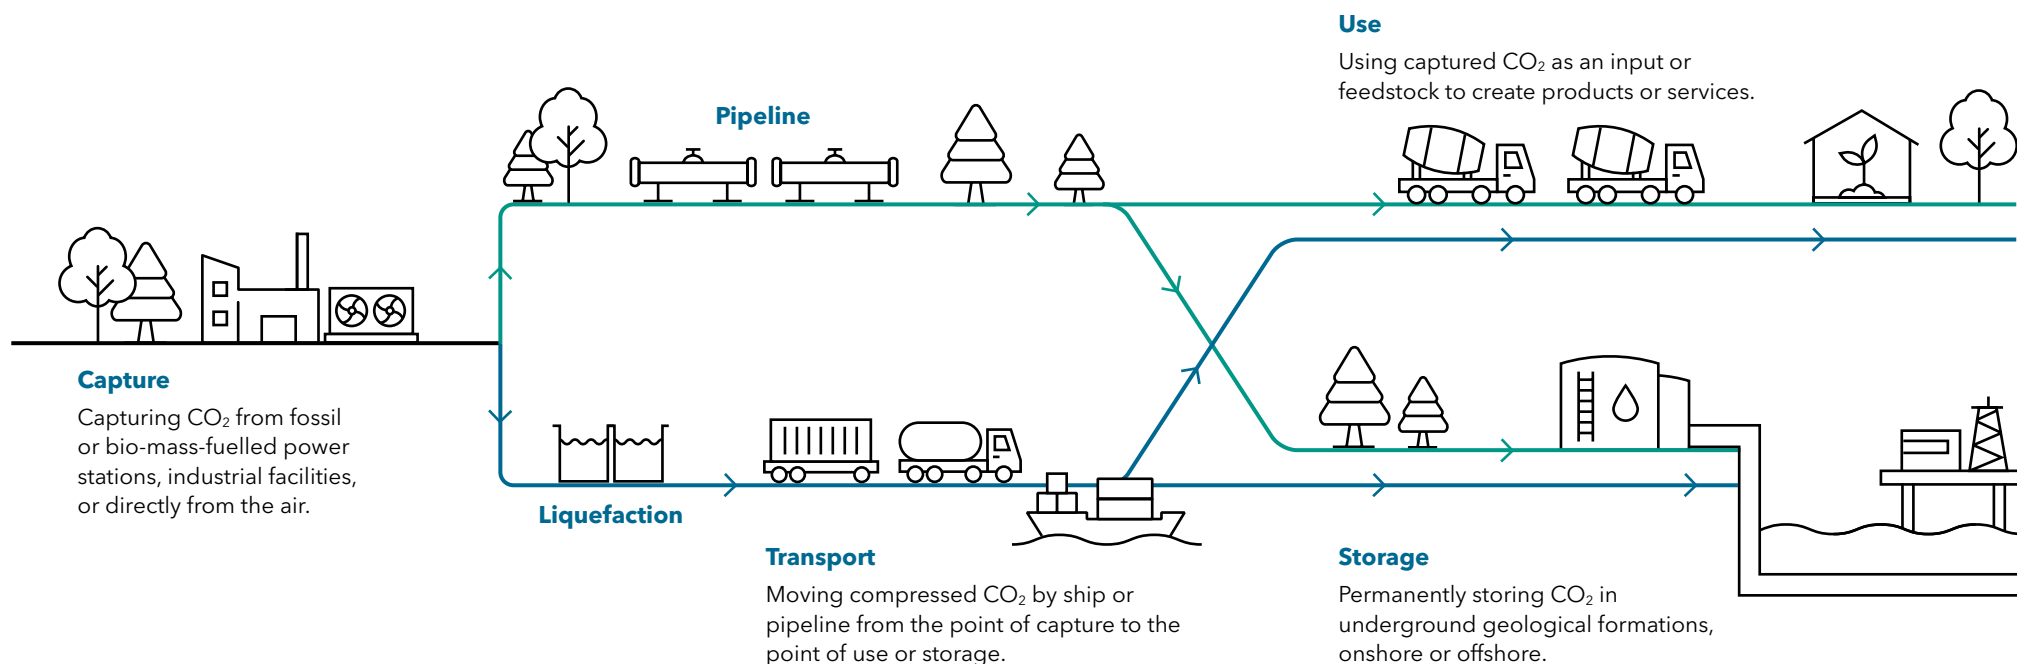 Use
Using captured CO₂ as an input or
feedstock to create products or services.
Pipeline
Capture
Capturing CO₂ from fossil
or bio-mass-fuelled power
stations, industrial facilities,
or directly from the air.
Liquefaction
Transport
Moving compressed CO₂ by ship or
pipeline from the point of capture to the
point of use or storage.
Storage
Permanently storing CO₂ in
underground geological formations,
onshore or offshore.